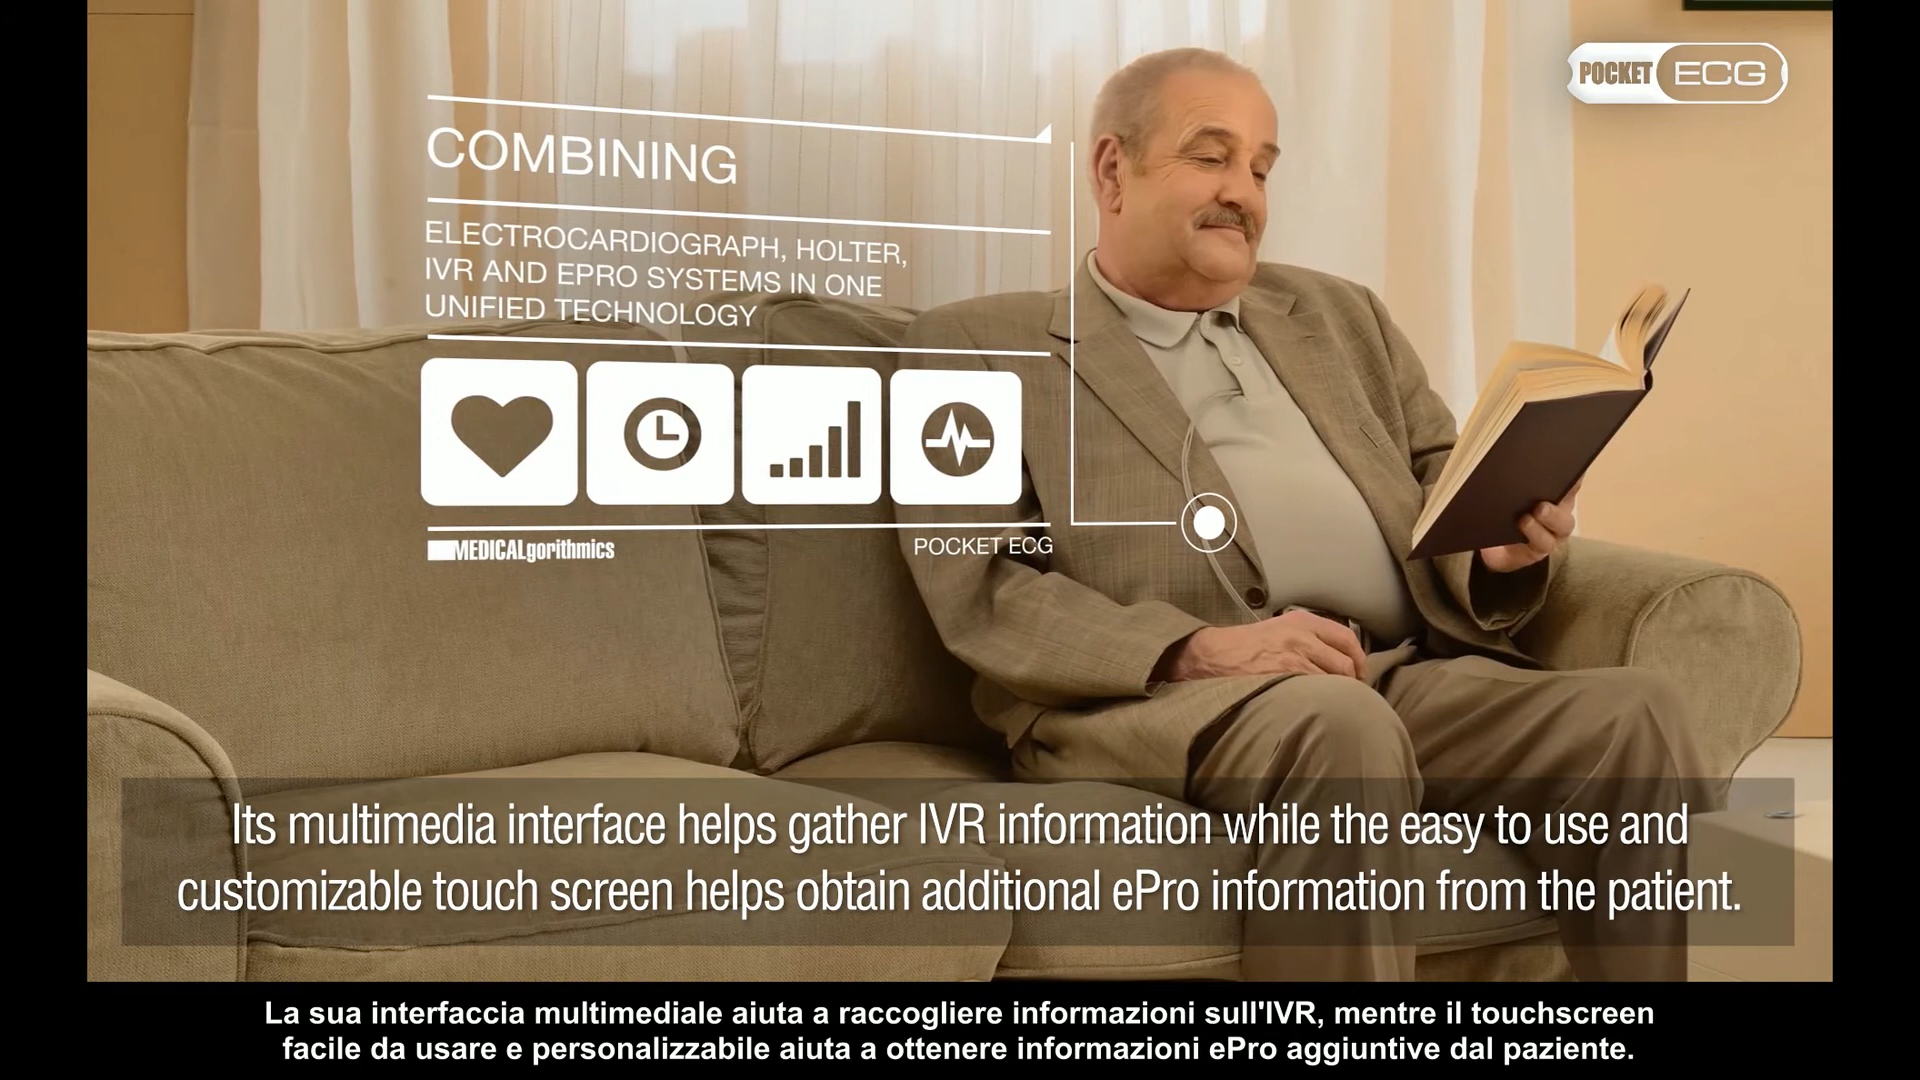 POCKET ECG
COMBINING
ELECTROCARDIOGRAPH, HOLTER,
IVR AND EPRO SYSTEMS IN ONE
UNIFIED TECHNOLOGY
MEDICALgorithmics
POCKET ECG
Its multimedia interface helps gather IVR information while the easy to use and
customizable touch screen helps obtain additional ePro information from the patient.
La sua interfaccia multimediale aiuta a raccogliere informazioni sull'IVR, mentre il touchscreen
facile da usare e personalizzabile aiuta a ottenere informazioni ePro aggiuntive dal paziente.